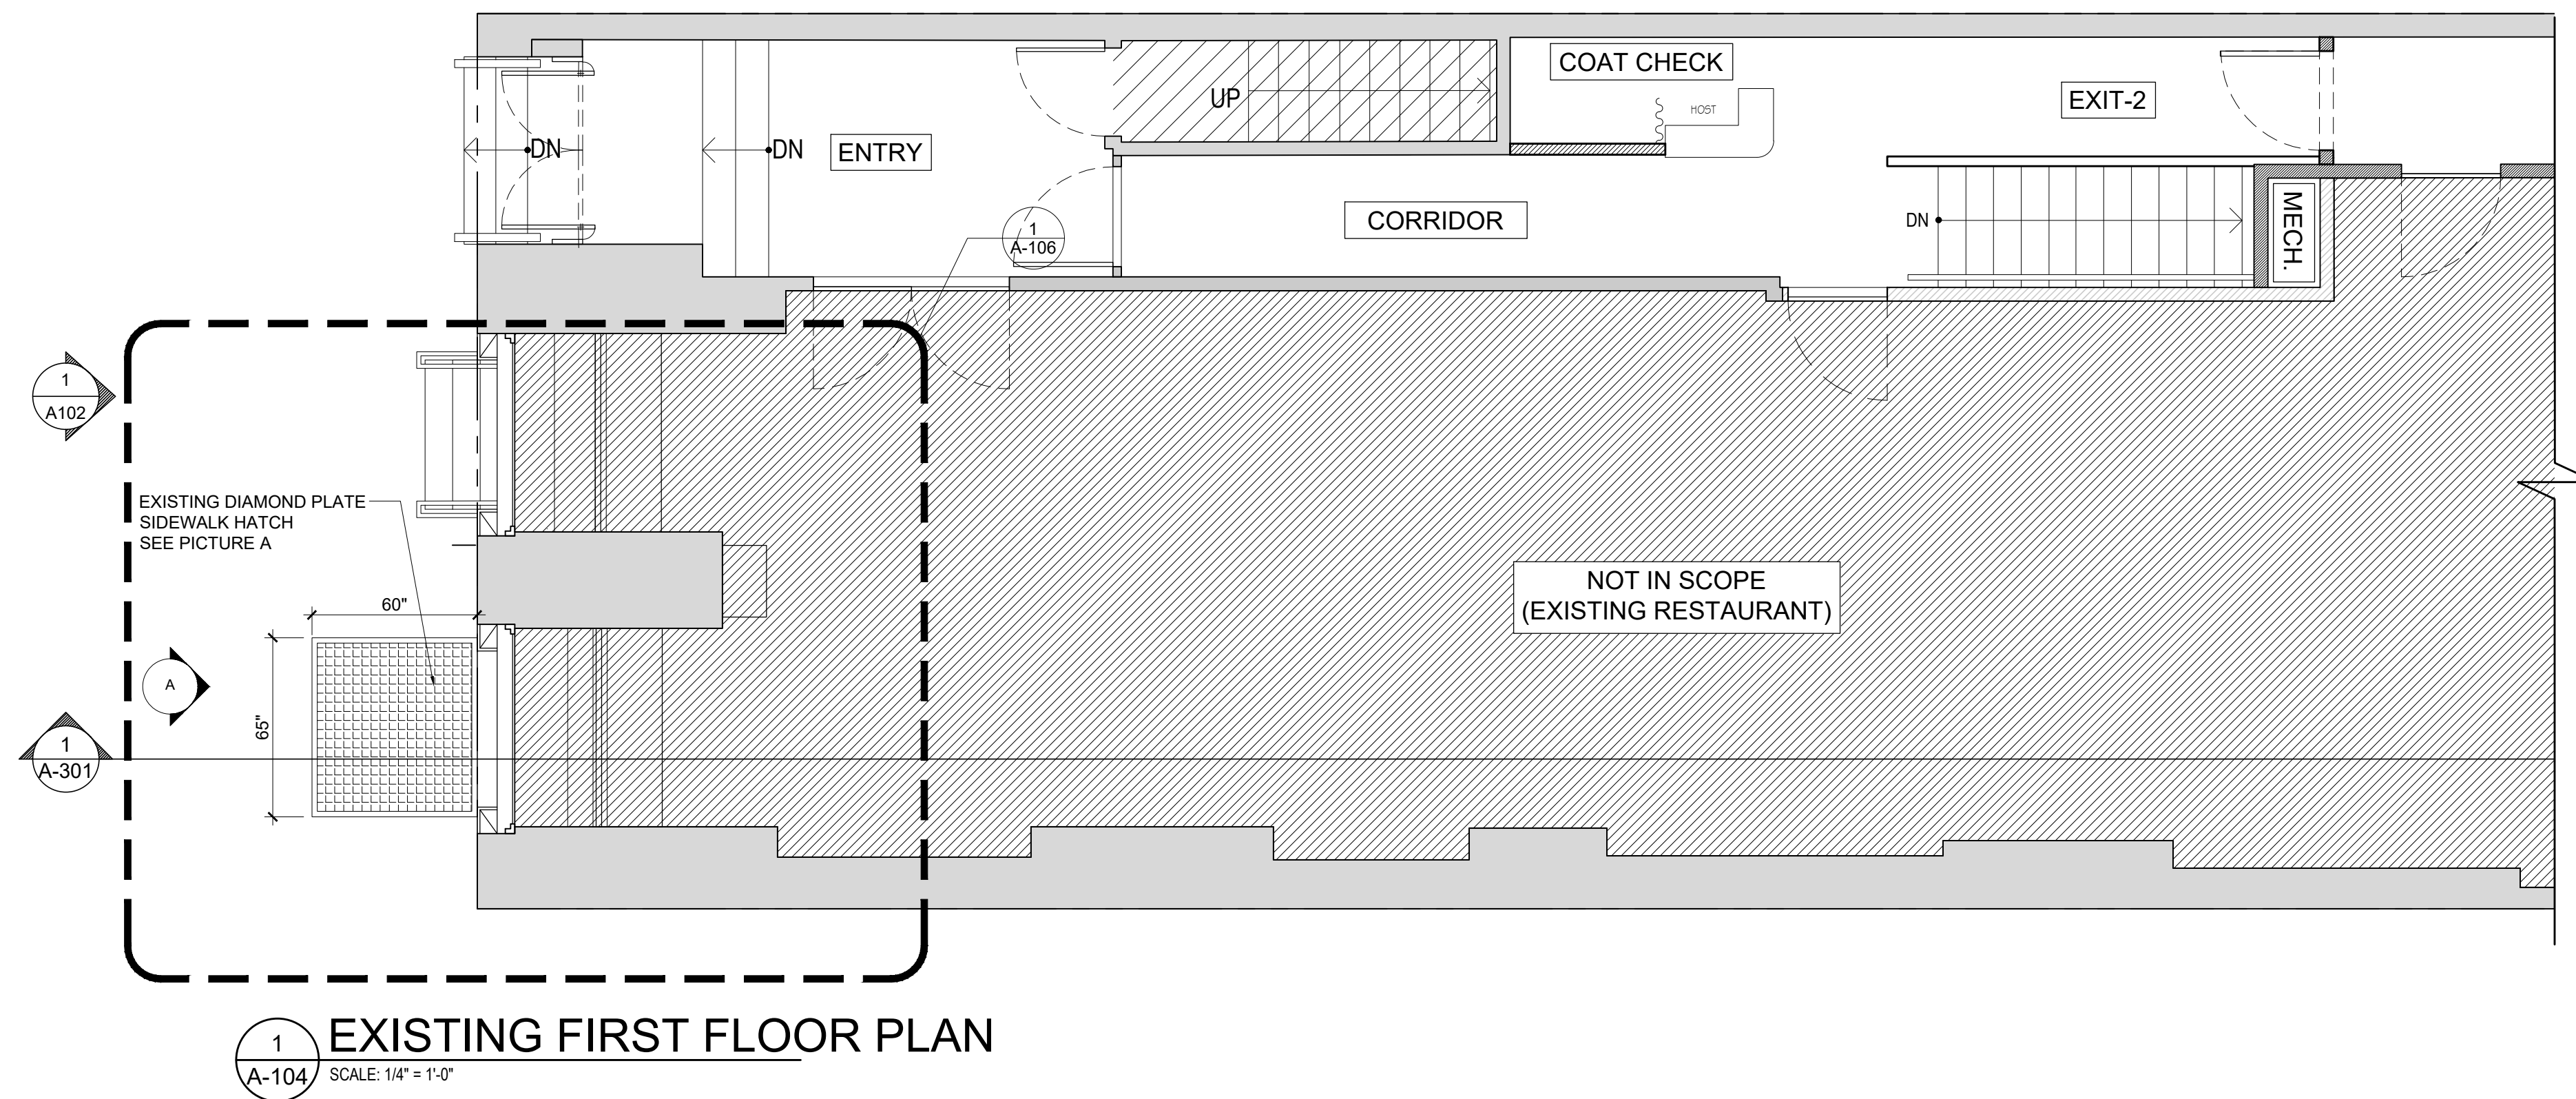 COAT CHECK
UP
HOST
EXIT-2
DN
DN
ENTRY
CORRIDOR
DN
MECH.
1
A-106
1
A102
EXISTING DIAMOND PLATE
SIDEWALK HATCH
SEE PICTURE A
NOT IN SCOPE
(EXISTING RESTAURANT)
60"
A
65"
1
A-301
1
A-104
EXISTING FIRST FLOOR PLAN
SCALE: 1/4" = 1'-0"